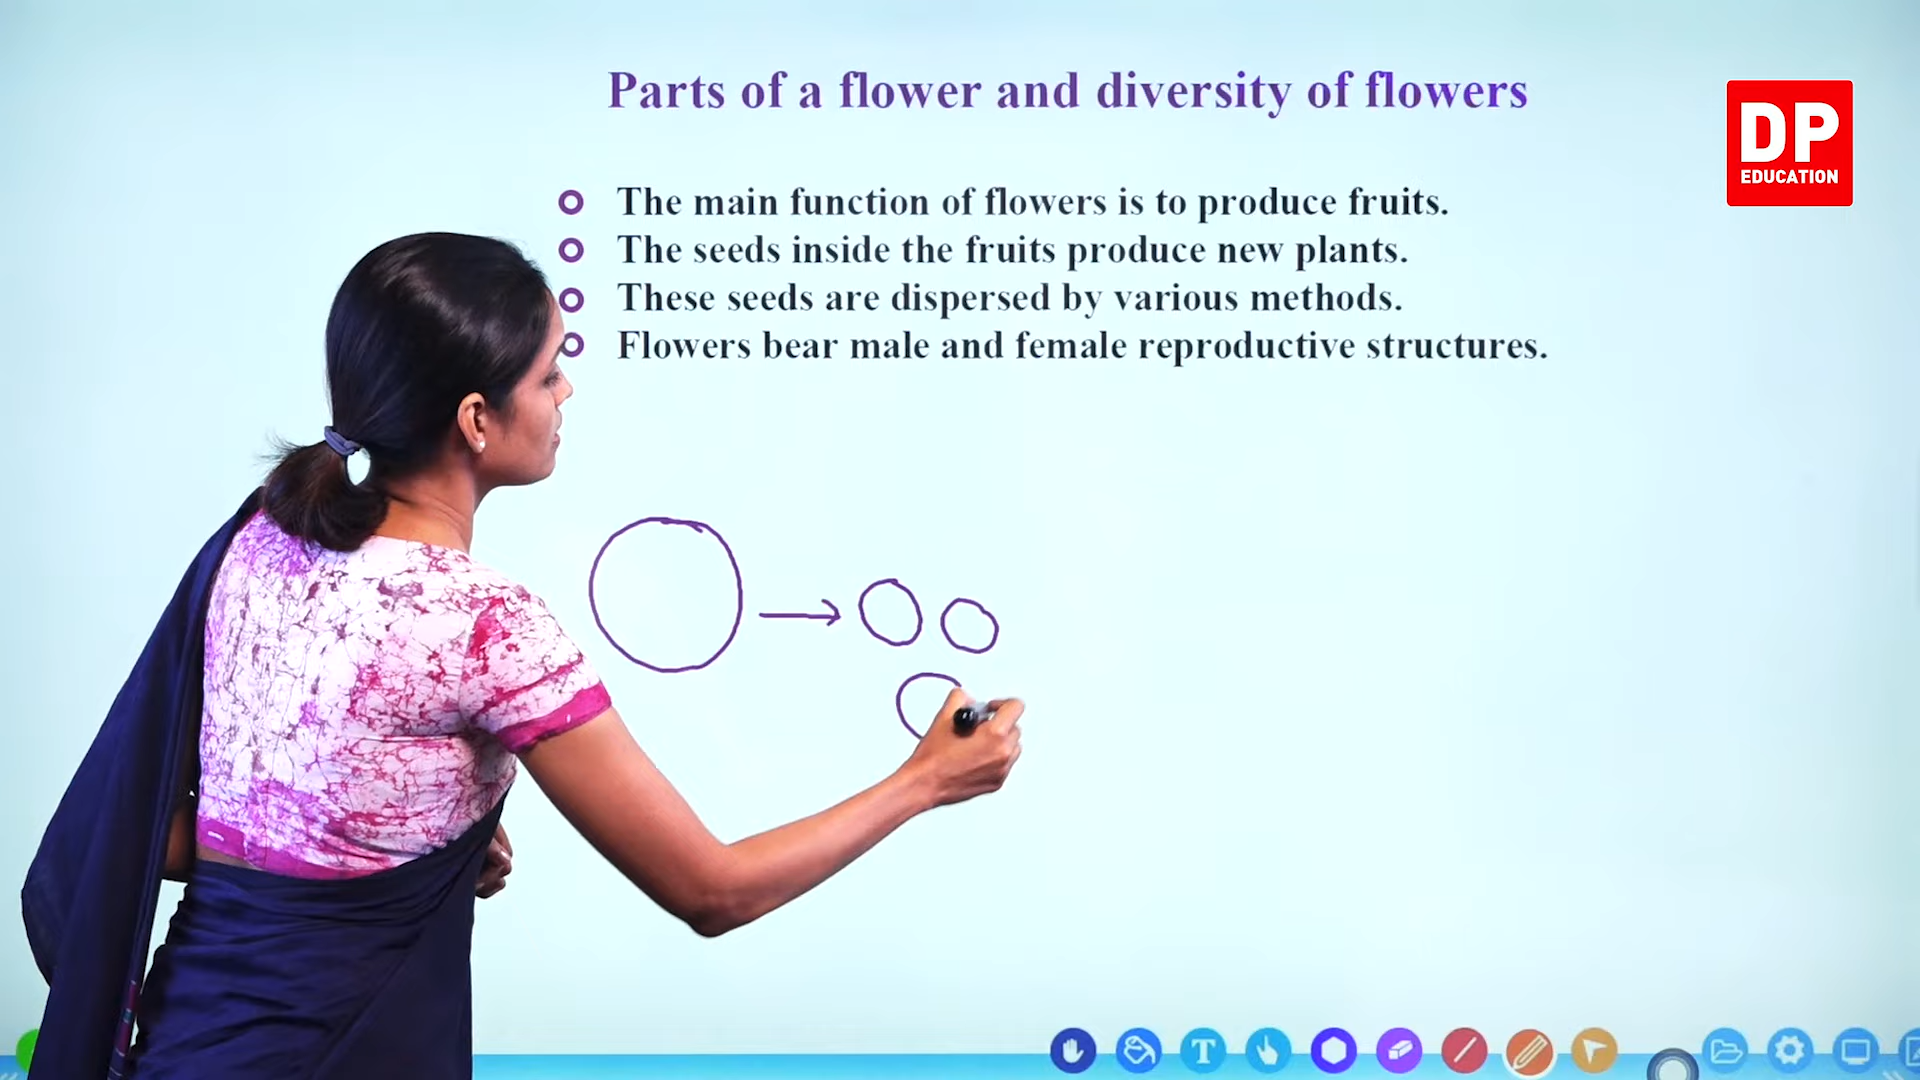 Parts of a flower and diversity of flowers
DP
EDUCATION
The main function of flowers is to produce fruits.
The seeds inside the fruits produce new plants.
These seeds are dispersed by various methods.
Flowers bear male and female reproductive structures.
T